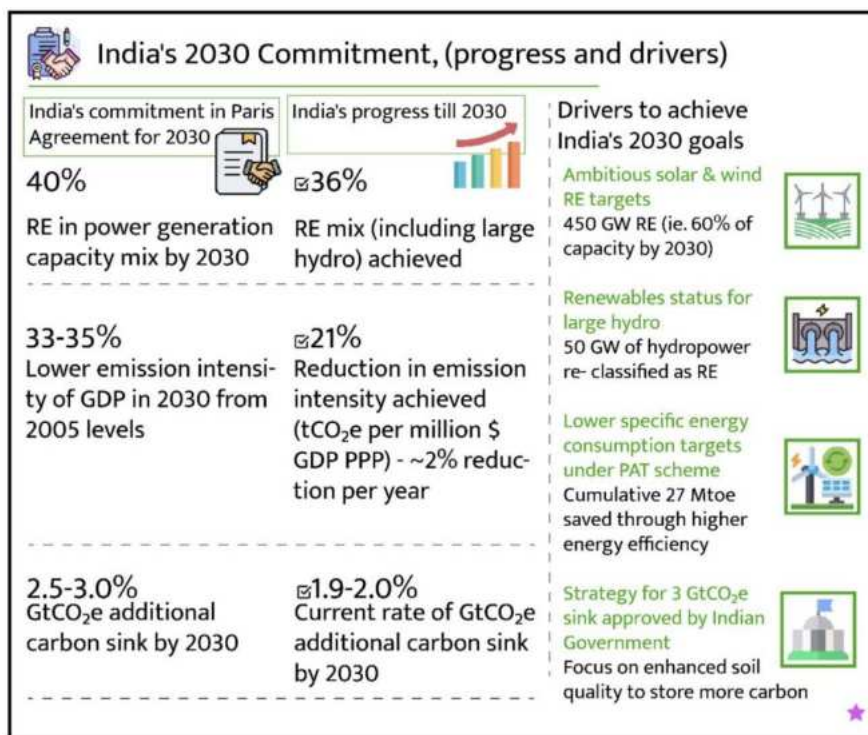 India's 2030 Commitment, (progress and drivers)
India's commitment in Paris
Agreement for 2030
40%
RE in power generation
capacity mix by 2030
33-35%
Lower emission intensi-
ty of GDP in 2030 from
2005 levels
2.5-3.0%
GtCO₂e additional
carbon sink by 2030
India's progress till 2030
36%
RE mix (including large
hydro) achieved
21%
Reduction in emission
intensity achieved
(tCO₂e per million $
GDP PPP) - ~2% reduc-
tion per year
1.9-2.0%
Current rate of GtCO₂e
additional carbon sink
by 2030
Drivers to achieve
India's 2030 goals
Ambitious solar & wind
RE targets
450 GW RE (ie. 60% of
capacity by 2030)
Renewables status for
large hydro
50 GW of hydropower
re- classified as RE
Lower specific energy
consumption targets
under PAT scheme
Cumulative 27 Mtoe
saved through higher
energy efficiency
Strategy for 3 GtCO₂e
sink approved by Indian
Government
Focus on enhanced soil
quality to store more carbon